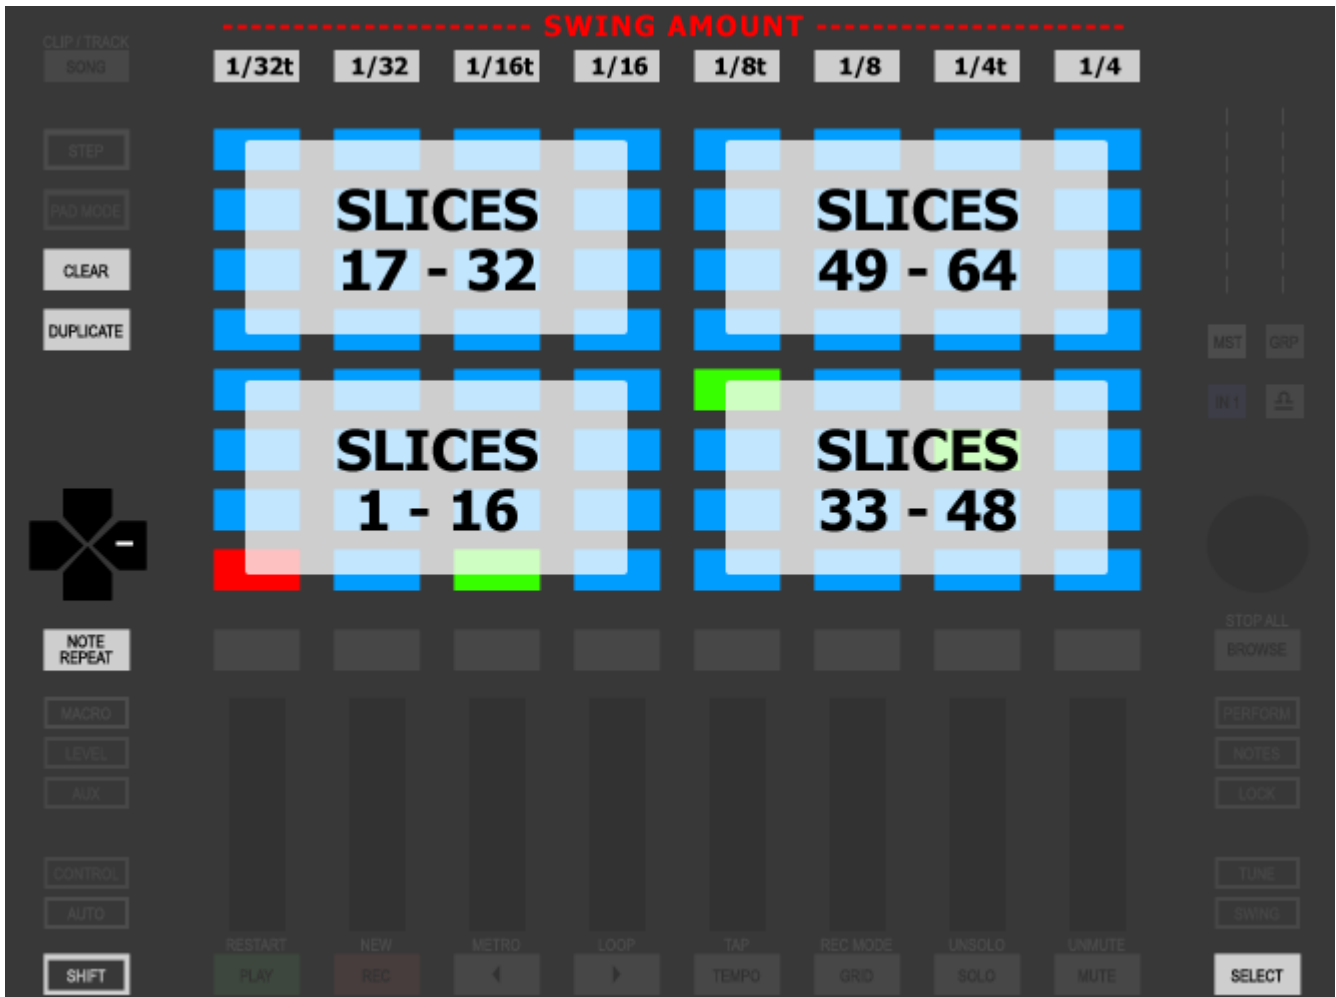 SWING AMOUNT
CLIP / TRACK
SONG
1/32t 1/32 1/16t 1/16 1/8t 1/8 1/4t 1/4
STEP
PAD MODE
CLEAR
DUPLICATE
SLICES
17 - 32
SLICES
49 - 64
MST GRP
IN 1
SLICES
1 - 16
SLICES
33 - 48
NOTE
REPEAT
STOP ALL
BROWSE
MACRO
LEVEL
AUX
PERFORM
NOTES
LOCK
CONTROL
AUTO
TUNE
SWING
RESTART NEW METRO LOOP TAP REC MODE UNSOLO UNMUTE
SHIFT PLAY REC TEMPO GRID SOLO MUTE SELECT